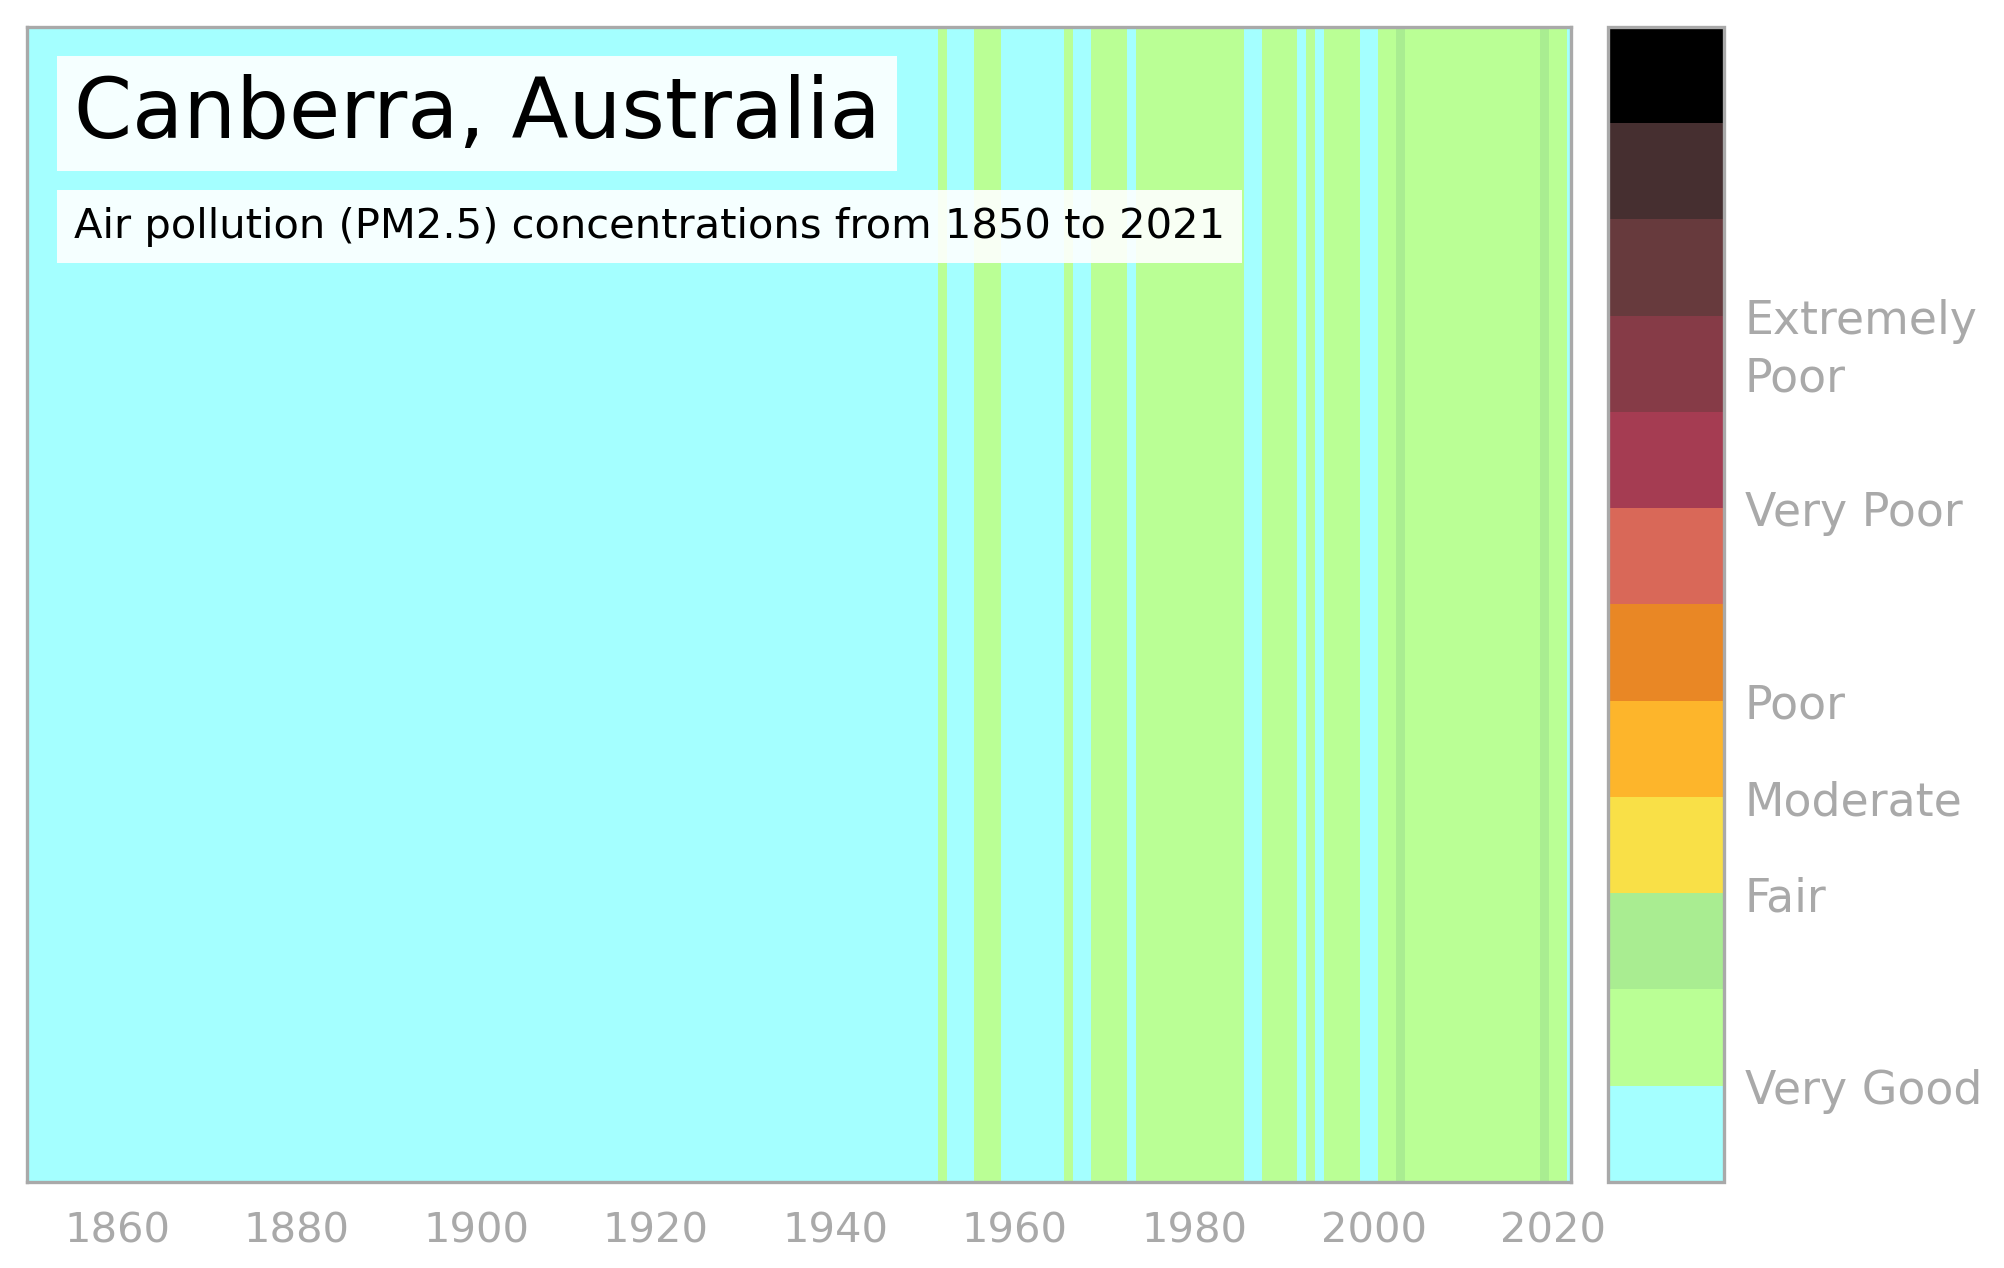 Canberra, Australia
Air pollution (PM2.5) concentrations from 1850 to 2021
Extremely
Poor
Very Poor
Poor
Moderate
Fair
Very Good
1860 1880 1900 1920 1940 1960 1980 2000 2020